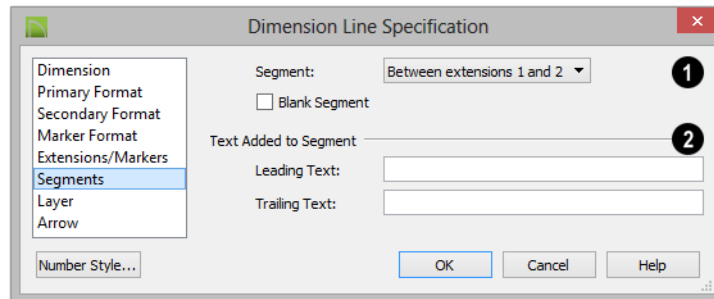 Dimension Line Specification
Dimension
Primary Format
Secondary Format
Marker Format
Extensions/Markers
Segments
Layer
Arrow
Segment: Between extensions 1 and 2
1
Blank Segment
Text Added to Segment
2
Leading Text:
Trailing Text:
Number Style...
OK
Cancel
Help